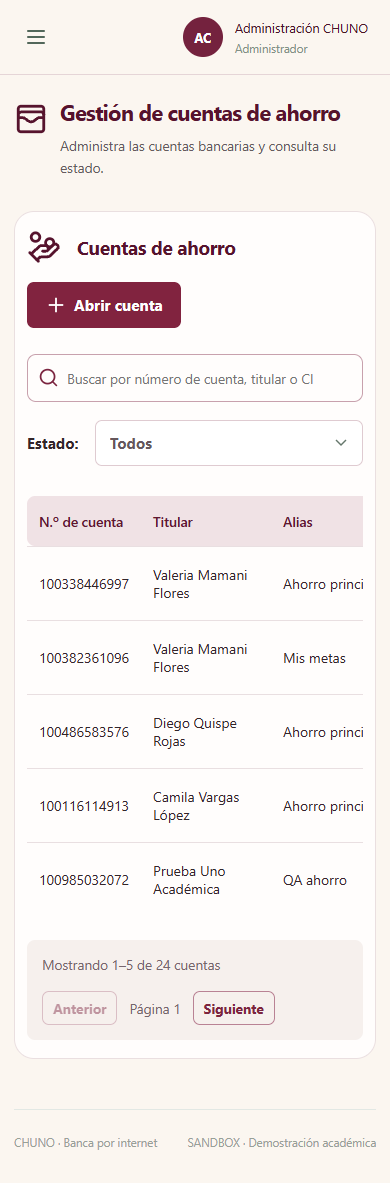 AC
Administración CHUNO
Administrador
Gestión de cuentas de ahorro
Administra las cuentas bancarias y consulta su
estado.
Cuentas de ahorro
Abrir cuenta
Buscar por número de cuenta, titular o CI
Estado: Todos
N.º de cuenta Titular Alias
100338446997 Valeria Mamani
Flores Ahorro princi
100382361096 Valeria Mamani
Flores Mis metas
100486583576 Diego Quispe
Rojas Ahorro princi
100116114913 Camila Vargas
López Ahorro princi
100985032072 Prueba Uno
Académica QA ahorro
Mostrando 1–5 de 24 cuentas
Anterior Página 1 Siguiente
CHUNO · Banca por internet SANDBOX · Demostración académica